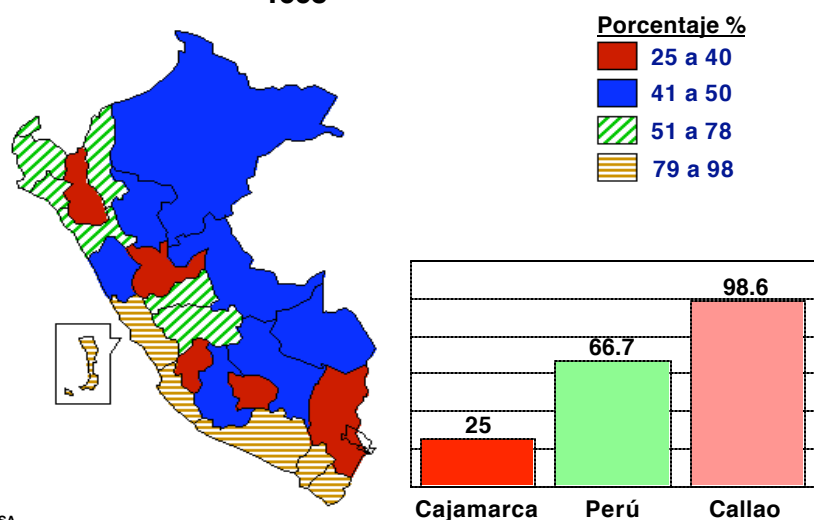 Porcentaje %
25 a 40
41 a 50
51 a 78
79 a 98
98.6
66.7
25
Cajamarca Perú Callao